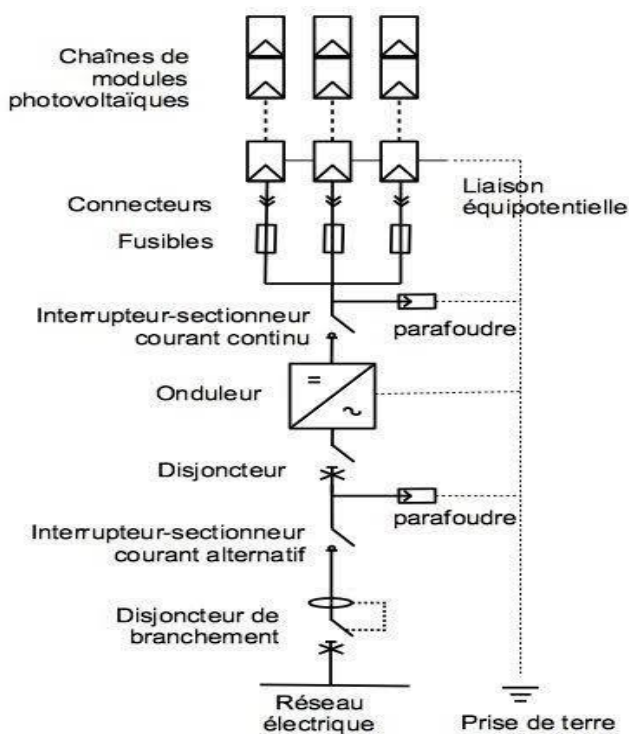 Chaînes de
modules
photovoltaïques
Connecteurs
Liaison
équipotentielle
Fusibles
Interrupteur-sectionneur
courant continu
parafoudre
Onduleur
Disjoncteur
parafoudre
Interrupteur-sectionneur
courant alternatif
Disjoncteur de
branchement
Réseau
électrique
Prise de terre